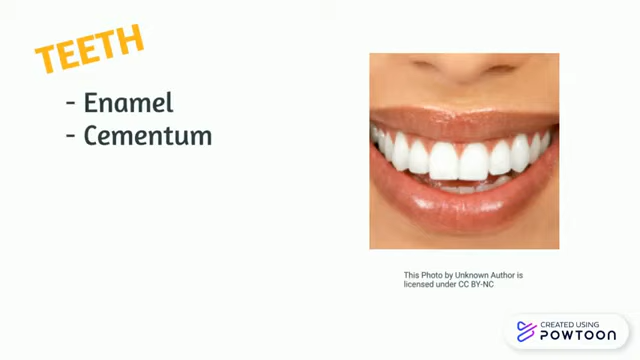 TEETH
- Enamel
- Cementum
This Photo by Unknown Author is
licensed under CC BY-NC
CREATED USING
POWTOON